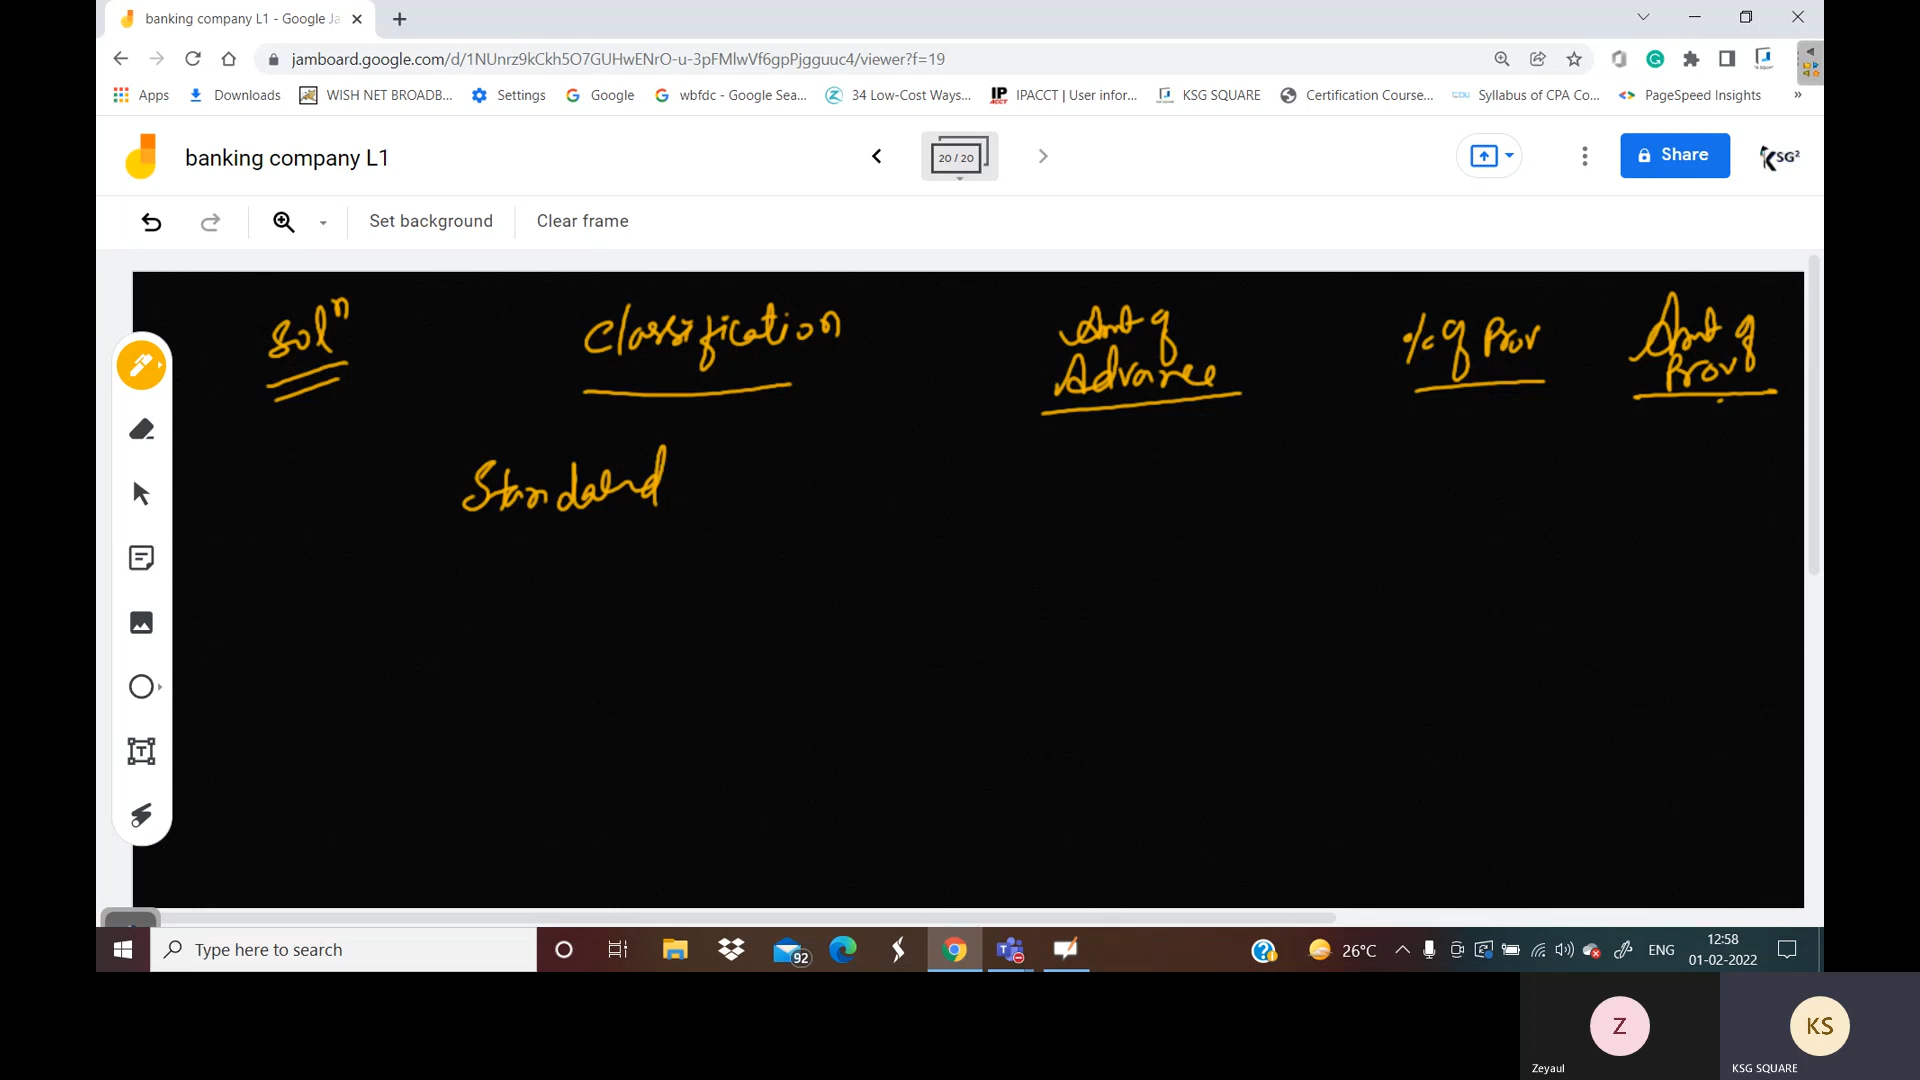 banking company L1 - Google Ja
jamboard.google.com/d/1NUnrz9kCkh5O7GUHwENrO-u-3pFMlwVf6gpPjgguuc4/viewer?f=19
Apps Downloads WISH NET BROADB... Settings Google wbfdc - Google Sea... 34 Low-Cost Ways... IPACCT | User infor... KSG SQUARE Certification Course... Syllabus of CPA Co... PageSpeed Insights »
banking company L1
20 / 20
Share
KSG²
Set background Clear frame
Solⁿ Classification Amt of Advance % of Prov Amt of Prov
Standard
Type here to search
92
26°C
ENG
12:58
01-02-2022
Z KS
Zeyaul KSG SQUARE